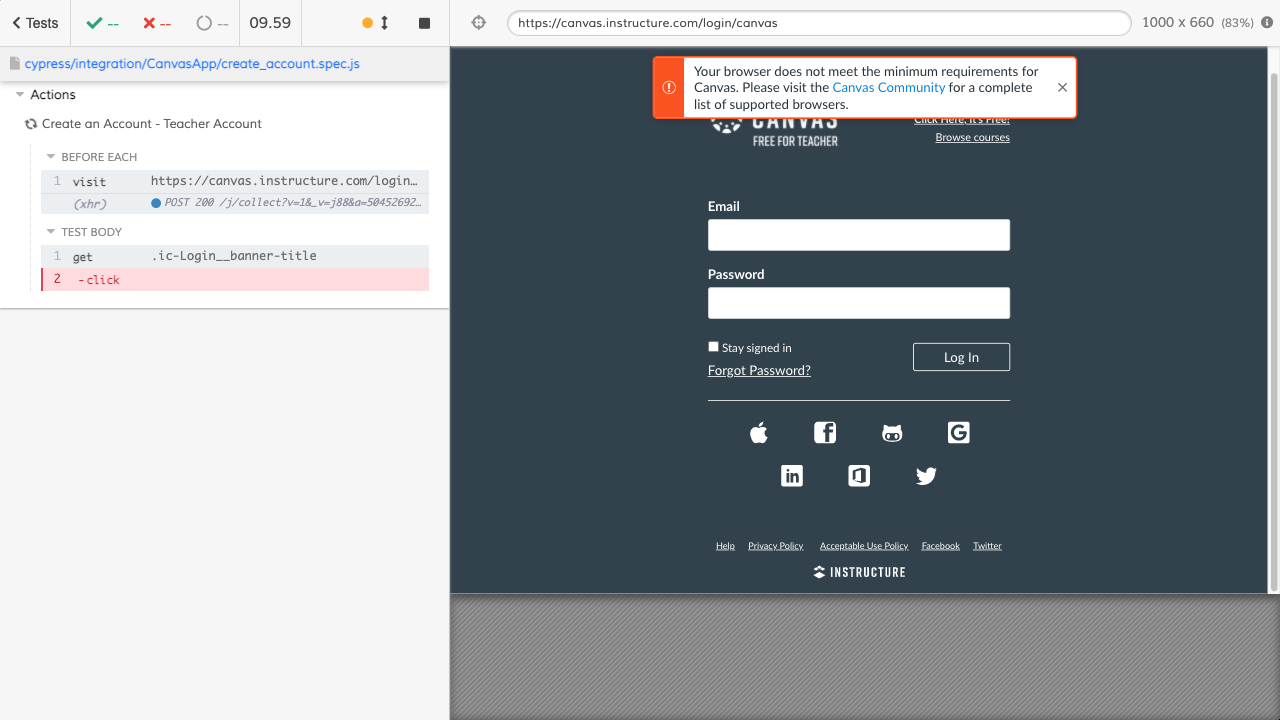 Tests
--
--
--
09.59
https://canvas.instructure.com/login/canvas
1000 x 660 (83%)
cypress/integration/CanvasApp/create_account.spec.js
Actions
Create an Account - Teacher Account
BEFORE EACH
1 visit https://canvas.instructure.com/login…
(xhr) POST 200 /j/collect?v=1&_v=j88&a=50452692…
TEST BODY
1 get .ic-Login__banner-title
2 -click
Your browser does not meet the minimum requirements for
Canvas. Please visit the Canvas Community for a complete
list of supported browsers.
CANVAS
FREE FOR TEACHER
Click Here, It's Free!
Browse courses
Email
Password
Stay signed in
Forgot Password?
Log In
Help Privacy Policy Acceptable Use Policy Facebook Twitter
INSTRUCTURE